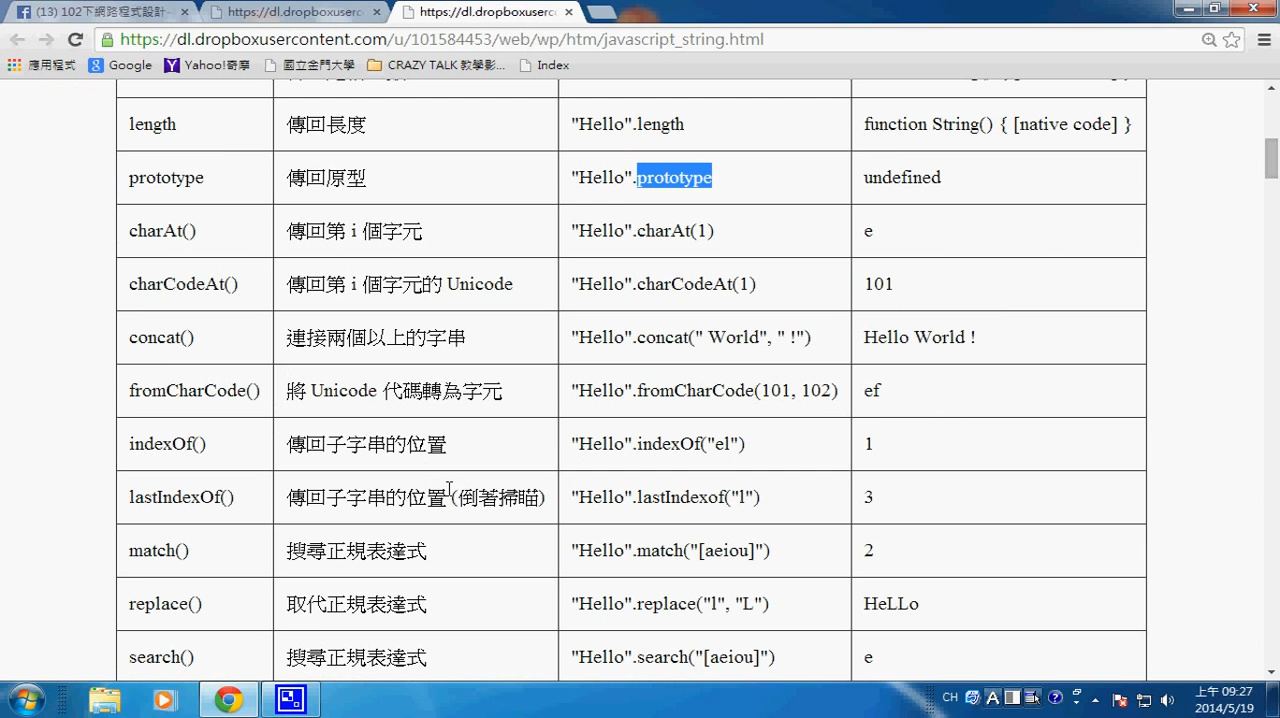 (13) 102下網路程式設計- https://dl.dropboxuserco https://dl.dropboxuserco
https://dl.dropboxusercontent.com/u/101584453/web/wp/htm/javascript_string.html
應用程式 Google Yahoo!奇摩 國立金門大學 CRAZY TALK 教學影... Index
length 傳回長度 "Hello".length function String() { [native code] }
prototype 傳回原型 "Hello".prototype undefined
charAt() 傳回第 i 個字元 "Hello".charAt(1) e
charCodeAt() 傳回第 i 個字元的 Unicode "Hello".charCodeAt(1) 101
concat() 連接兩個以上的字串 "Hello".concat(" World", " !") Hello World !
fromCharCode() 將 Unicode 代碼轉為字元 "Hello".fromCharCode(101, 102) ef
indexOf() 傳回子字串的位置 "Hello".indexOf("el") 1
lastIndexOf() 傳回子字串的位置 (倒著掃瞄) "Hello".lastIndexof("l") 3
match() 搜尋正規表達式 "Hello".match("[aeiou]") 2
replace() 取代正規表達式 "Hello".replace("l", "L") HeLLo
search() 搜尋正規表達式 "Hello".search("[aeiou]") e
CH A 上午 09:27
2014/5/19